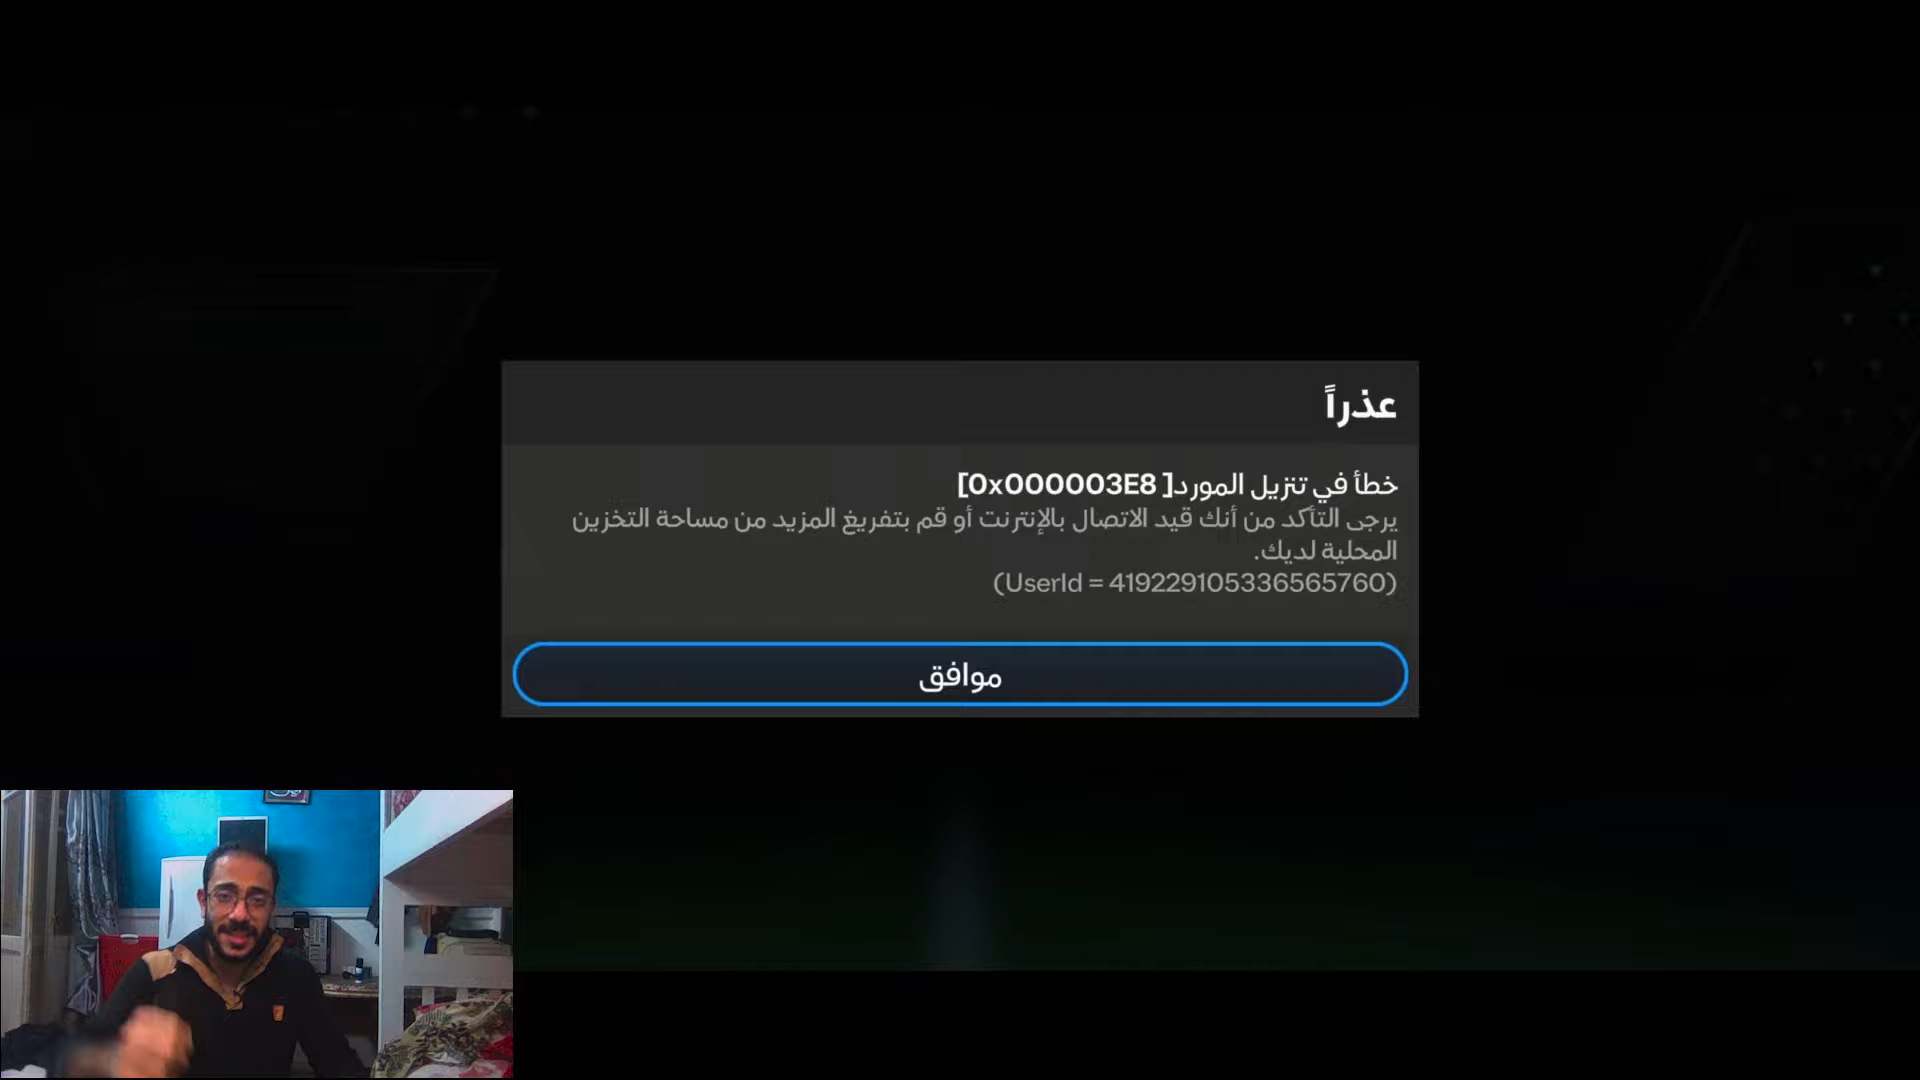 عذراً
خطأ في تنزيل المورد[ 0x000003E8]
يرجى التأكد من أنك قيد الاتصال بالإنترنت أو قم بتفريغ المزيد من مساحة التخزين
المحلية لديك.
(UserId = 419229105336565760)
موافق